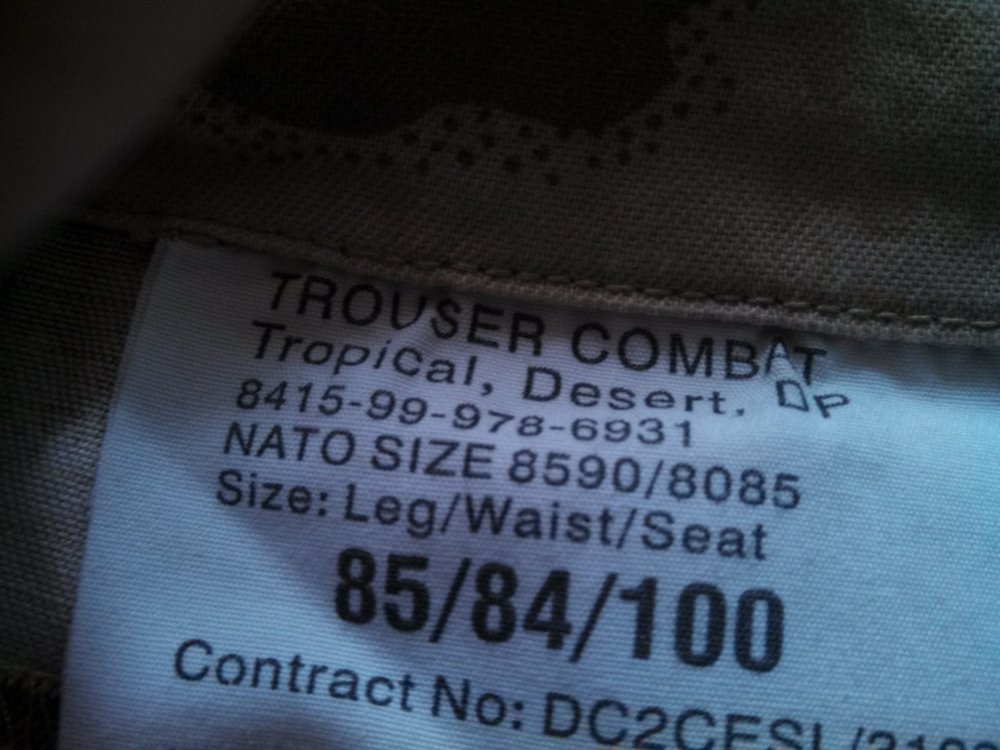 TROUSER COMBAT
Tropical, Desert, DP
8415-99-978-6931
NATO SIZE 8590/8085
Size: Leg/Waist/Seat
85/84/100
Contract No: